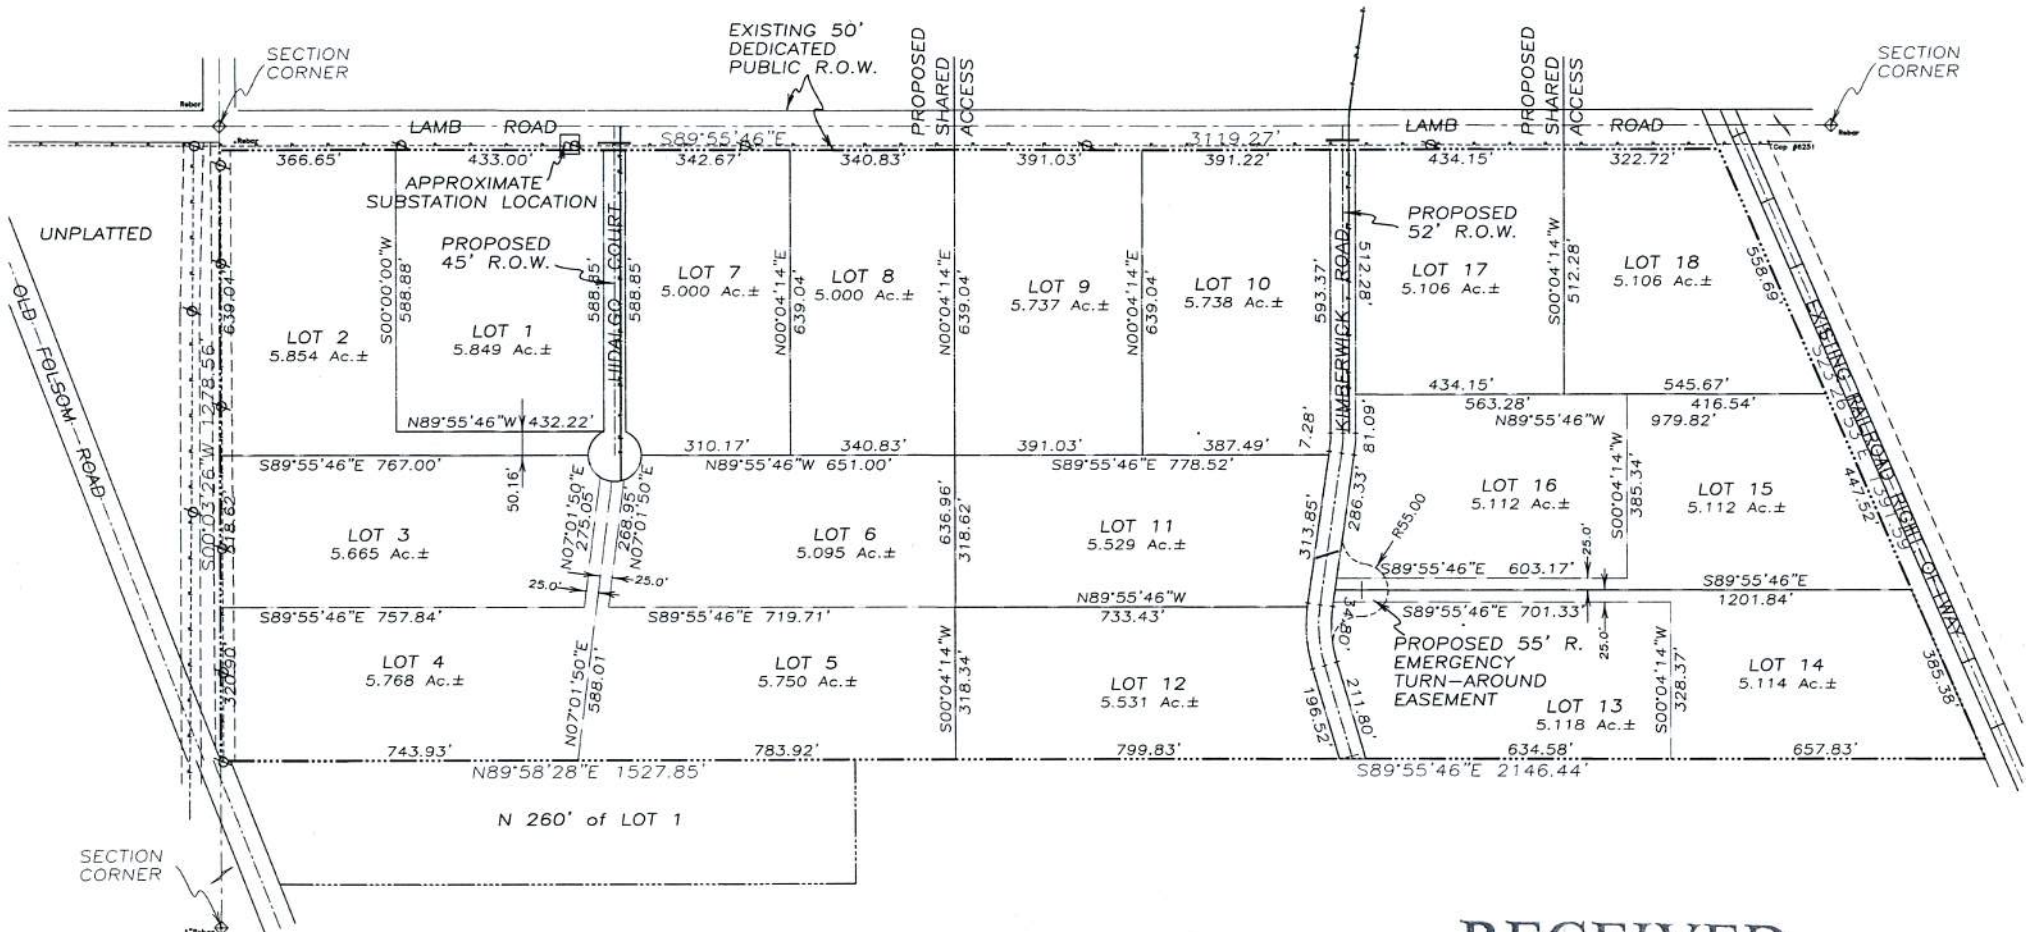 EXISTING 50'
DEDICATED
PUBLIC R.O.W.
SECTION
CORNER
PROPOSED
SHARED
ACCESS
PROPOSED
SHARED
ACCESS
SECTION
CORNER
Rebar
LAMB ROAD
S89°55'46"E
3119.27'
LAMB ROAD
Rebar
Rebar
366.65'
433.00'
342.67'
340.83'
391.03'
391.22'
434.15'
322.72'
APPROXIMATE
SUBSTATION LOCATION
UNPLATTED
PROPOSED
45' R.O.W.
HIDALGO COURT
588.85'
588.85'
PROPOSED
52' R.O.W.
KIMBERWICK ROAD
593.37'
512.28'
639.04'
LOT 2
5.854 Ac.±
S00°00'00"W
588.88'
LOT 1
5.849 Ac.±
LOT 7
5.000 Ac.±
N00°04'14"E
639.04'
LOT 8
5.000 Ac.±
N00°04'14"E
639.04'
LOT 9
5.737 Ac.±
N00°04'14"E
639.04'
LOT 10
5.738 Ac.±
LOT 17
5.106 Ac.±
S00°04'14"W
512.28'
LOT 18
5.106 Ac.±
558.69'
OLD FOLSOM ROAD
EXISTING RAILROAD RIGHT-OF-WAY
S00°03'26"W 1278.56'
434.15'
545.67'
563.28'
416.54'
N89°55'46"W
979.82'
N89°55'46"W 432.22'
81.09'
7.28'
310.17'
340.83'
391.03'
387.49'
S89°55'46"E 767.00'
N89°55'46"W 651.00'
S89°55'46"E 778.52'
50.16'
N07°01'50"E
275.05'
268.95'
N07°01'50"E
636.96'
318.62'
313.85'
286.33'
R55.00
LOT 3
5.665 Ac.±
LOT 6
5.095 Ac.±
LOT 11
5.529 Ac.±
LOT 16
5.112 Ac.±
S00°04'14"W
385.34'
LOT 15
5.112 Ac.±
447.52'
318.62'
25.0'
25.0'
25.0'
S89°55'46"E 603.17'
S89°55'46"E
1201.84'
S89°55'46"E 757.84'
S89°55'46"E 719.71'
N89°55'46"W
733.43'
S89°55'46"E 701.33'
34.80'
25.0'
320.90'
LOT 4
5.768 Ac.±
N07°01'50"E
588.01'
LOT 5
5.750 Ac.±
S00°04'14"W
318.34'
LOT 12
5.531 Ac.±
196.52'
211.80'
PROPOSED 55' R.
EMERGENCY
TURN-AROUND
EASEMENT
LOT 13
5.118 Ac.±
S00°04'14"W
328.37'
LOT 14
5.114 Ac.±
385.38'
743.93'
783.92'
799.83'
634.58'
657.83'
N89°58'28"E 1527.85'
S89°55'46"E 2146.44'
N 260' of LOT 1
SECTION
CORNER
RECEIVED